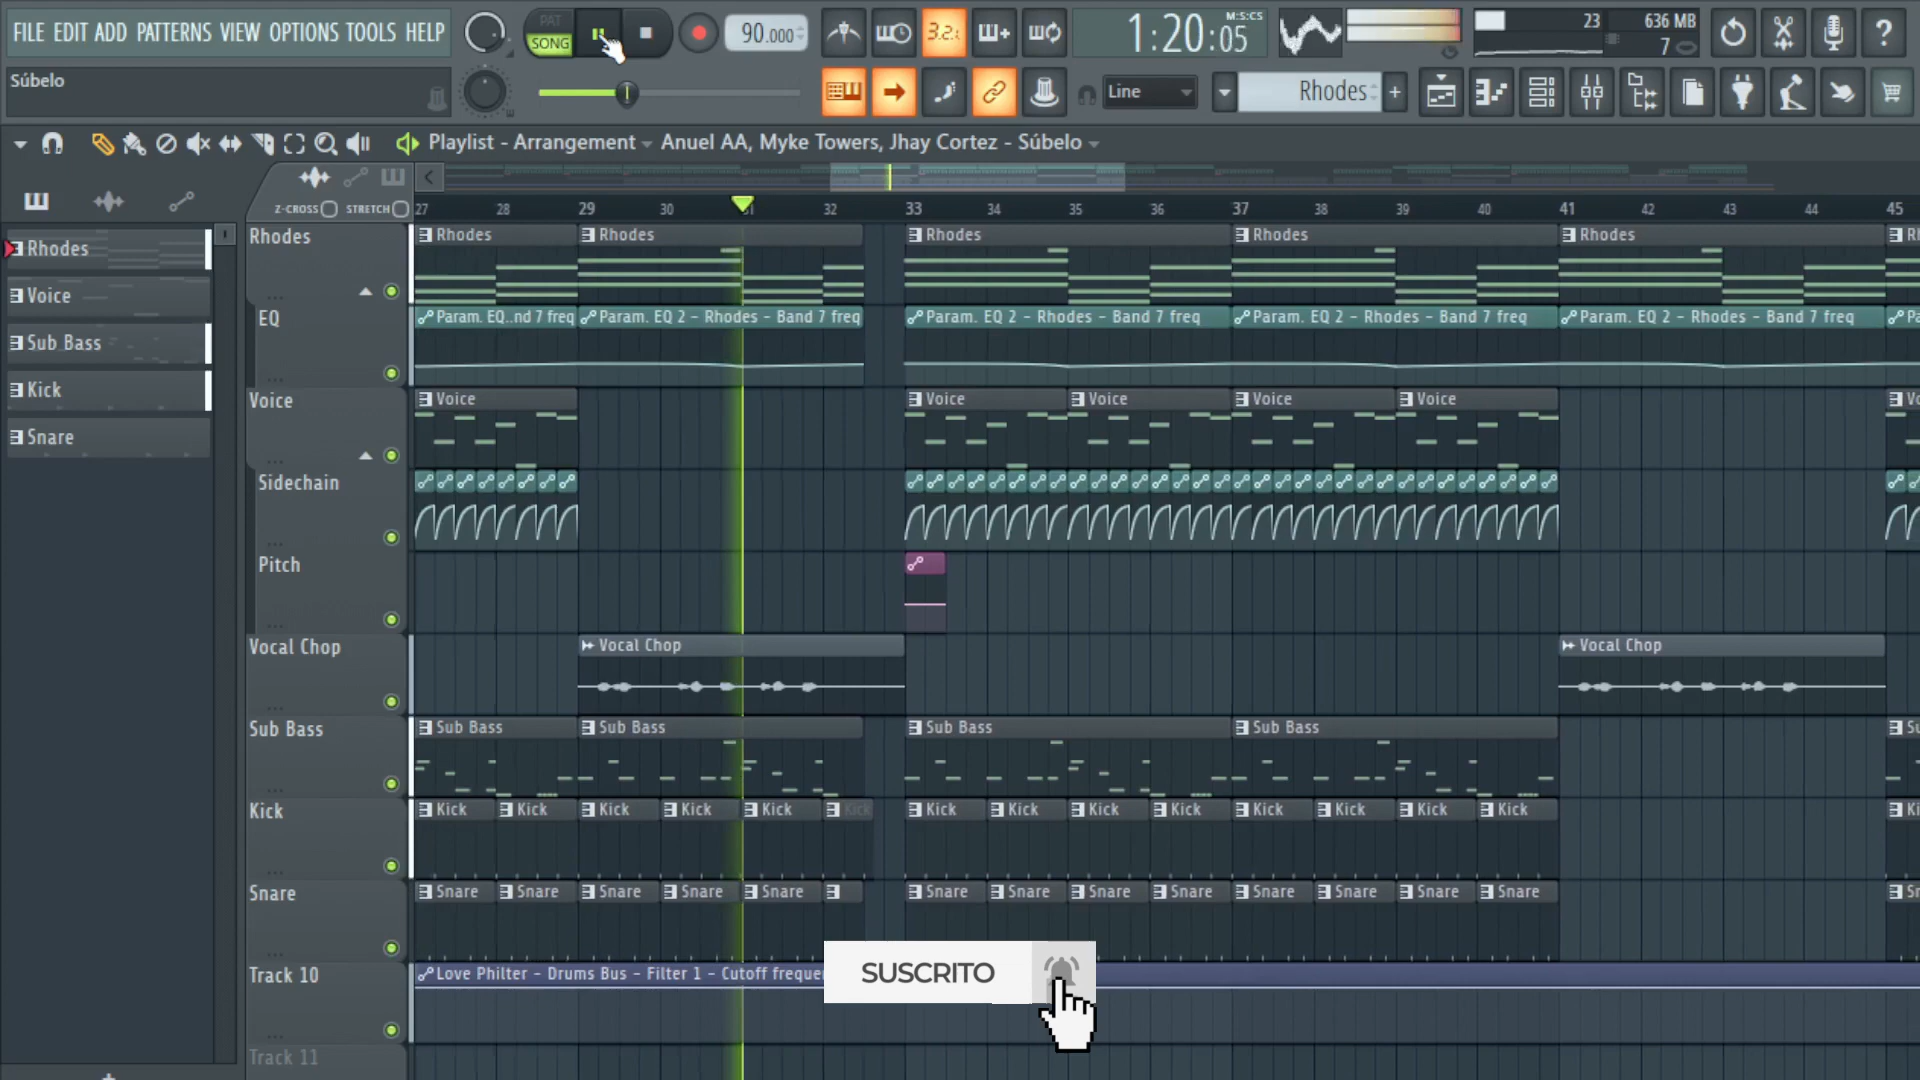 FILE EDIT ADD PATTERNS VIEW OPTIONS TOOLS HELP
PAT
SONG
90.000
3.2.
1:20:05
M:S:CS
23
636 MB
7
Súbelo
Line
Rhodes
Playlist - Arrangement
Anuel AA, Myke Towers, Jhay Cortez - Súbelo
Z-CROSS
STRETCH
27 28 29 30 31 32 33 34 35 36 37 38 39 40 41 42 43 44 45
Rhodes
Voice
Sub Bass
Kick
Snare
Rhodes
Rhodes Rhodes Rhodes Rhodes Rhodes
EQ
Param. EQ..nd 7 freq Param. EQ 2 - Rhodes - Band 7 freq Param. EQ 2 - Rhodes - Band 7 freq Param. EQ 2 - Rhodes - Band 7 freq Param. EQ 2 - Rhodes - Band 7 freq
Voice
Voice Voice Voice Voice Voice
Sidechain
Pitch
Vocal Chop
Vocal Chop Vocal Chop
Sub Bass
Sub Bass Sub Bass Sub Bass Sub Bass
Kick
Kick Kick Kick Kick Kick Kick Kick Kick Kick Kick Kick Kick Kick Kick
Snare
Snare Snare Snare Snare Snare Snare Snare Snare Snare Snare Snare Snare Snare
Track 10
Love Philter - Drums Bus - Filter 1 - Cutoff freque
SUSCRITO
Track 11